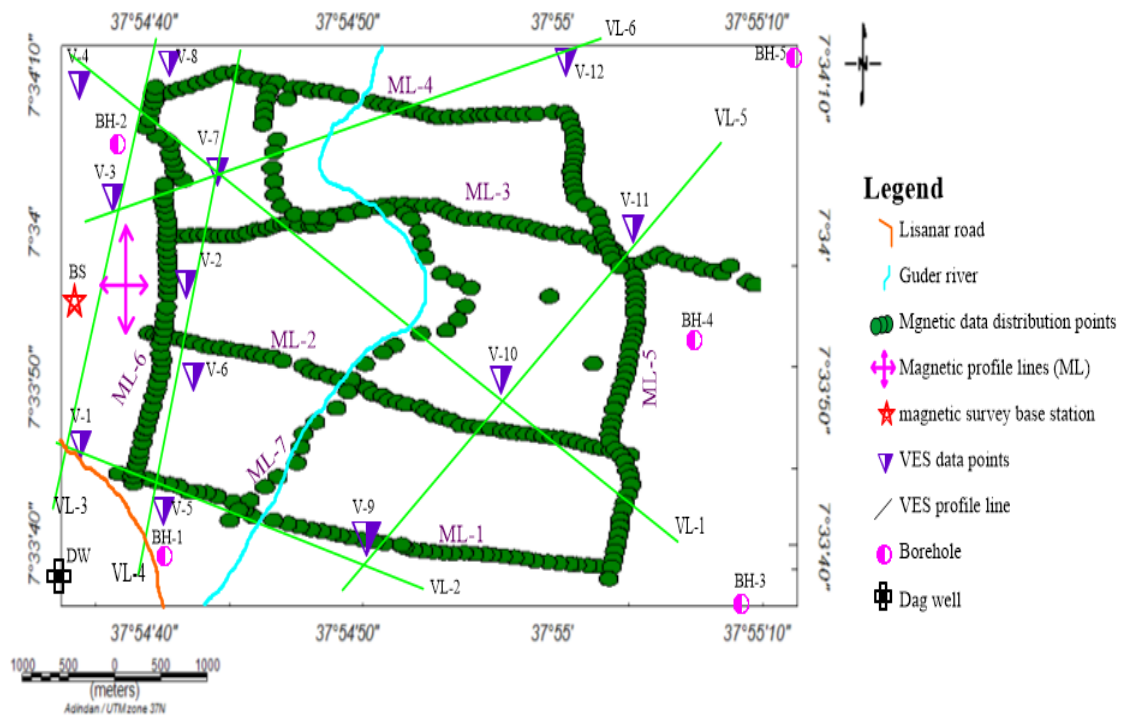 37°54'40" 37°54'50" 37°55' 37°55'10"
VL-6
V-4 V-8 BH-5
V-12
7°34'10" 7°34'10"
N
ML-4
BH-2 VL-5
V-7
V-3 ML-3 V-11
Legend
Lisanar road
7°34' 7°34'
V-2
BS
Guder river
BH-4
Mgnetic data distribution points
ML-2
V-10
ML-6 ML-5
V-6
Magnetic profile lines (ML)
7°33'50" 7°33'50"
V-1
magnetic survey base station
ML-7
VES data points
VL-3 V-5 V-9
VL-1
VES profile line
BH-1 ML-1
7°33'40" 7°33'40"
DW
VL-4 VL-2
Borehole
BH-3
Dag well
37°54'40" 37°54'50" 37°55' 37°55'10"
1000 500 0 500 1000
(meters)
Adindan / UTM zone 37N